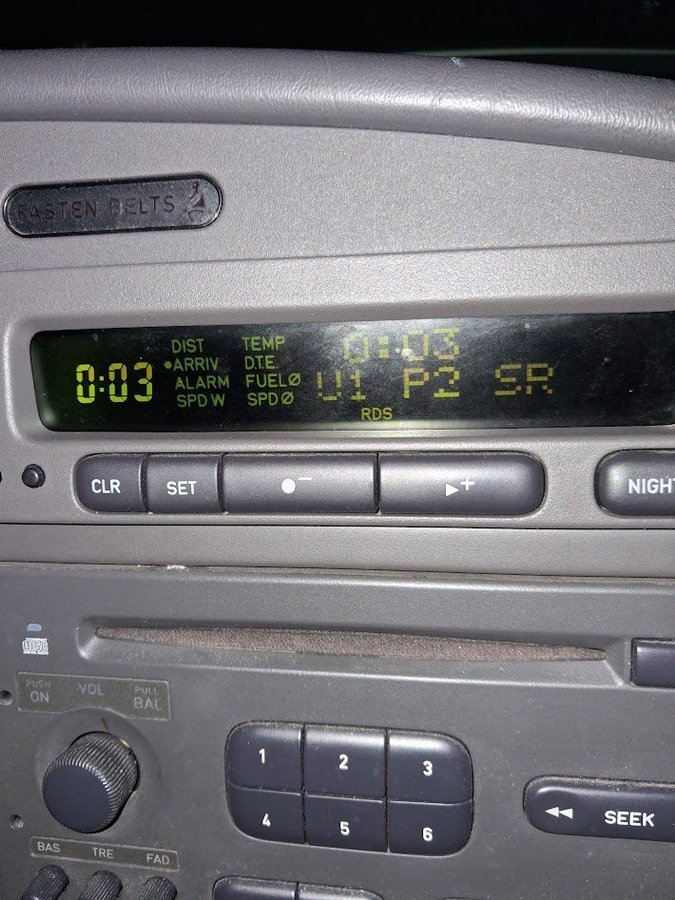 FASTEN BELTS
0:03
DIST TEMP
ARRIV D.T.E.
ALARM FUELØ
SPD W SPDØ
0:03
U1 P2 SR
RDS
CLR SET - + NIGHT
disc
PUSH ON VOL PULL BAL
1 2 3
4 5 6
SEEK
BAS TRE FAD